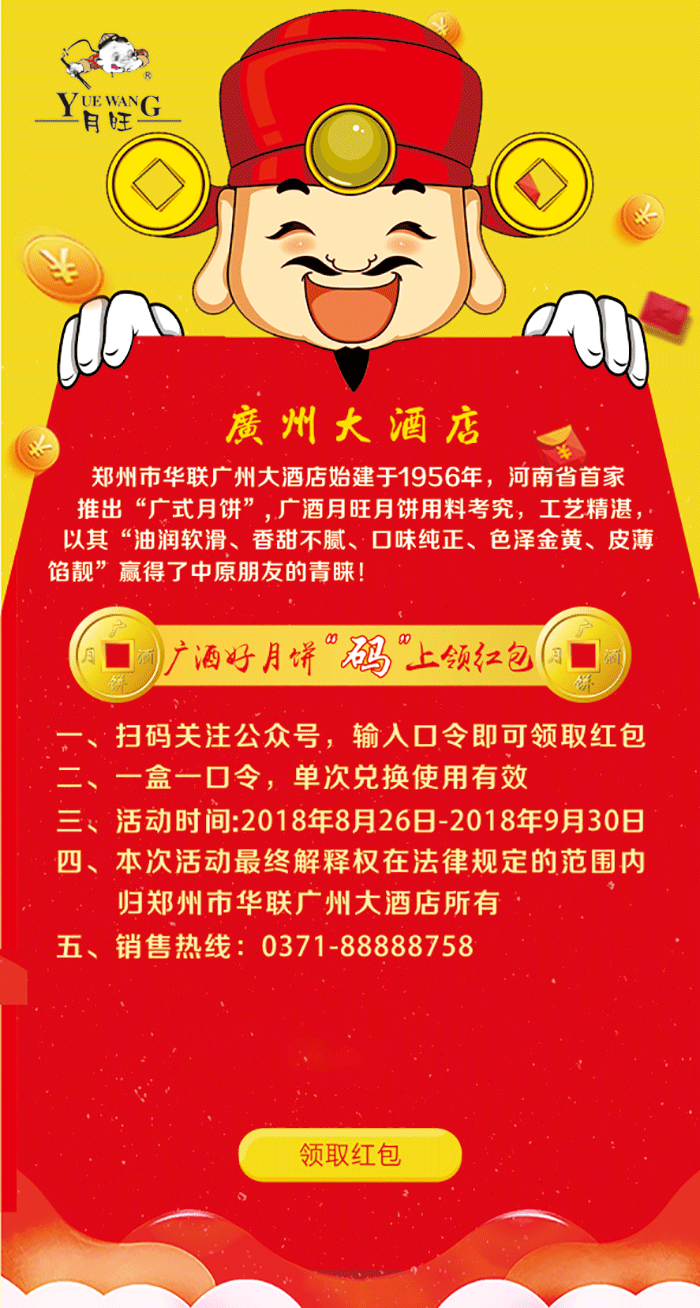 YUE WANG
®
月旺
廣州大酒店
郑州市华联广州大酒店始建于1956年，河南省首家
推出“广式月饼”, 广酒月旺月饼用料考究，工艺精湛，
以其“油润软滑、香甜不腻、口味纯正、色泽金黄、皮薄
馅靓”赢得了中原朋友的青睐！
广酒月饼
广酒好月饼“码”上领红包
广酒月饼
一、扫码关注公众号，输入口令即可领取红包
二、一盒一口令，单次兑换使用有效
三、活动时间:2018年8月26日-2018年9月30日
四、本次活动最终解释权在法律规定的范围内
归郑州市华联广州大酒店所有
五、销售热线：0371-88888758
领取红包